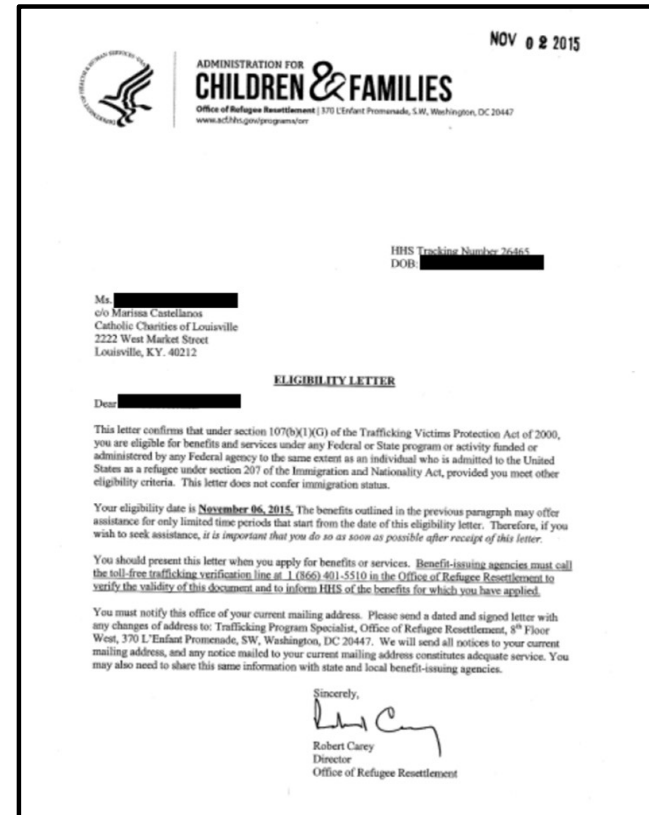 NOV 02 2015
ADMINISTRATION FOR
CHILDREN & FAMILIES
Office of Refugee Resettlement | 370 L'Enfant Promenade, S.W., Washington, DC 20447
www.acf.hhs.gov/programs/orr
HHS Tracking Number 26465
DOB:
Ms.
c/o Marissa Castellanos
Catholic Charities of Louisville
2222 West Market Street
Louisville, KY. 40212
ELIGIBILITY LETTER
Dear
This letter confirms that under section 107(b)(1)(G) of the Trafficking Victims Protection Act of 2000,
you are eligible for benefits and services under any Federal or State program or activity funded or
administered by any Federal agency to the same extent as an individual who is admitted to the United
States as a refugee under section 207 of the Immigration and Nationality Act, provided you meet other
eligibility criteria. This letter does not confer immigration status.
Your eligibility date is November 06, 2015. The benefits outlined in the previous paragraph may offer
assistance for only limited time periods that start from the date of this eligibility letter. Therefore, if you
wish to seek assistance, it is important that you do so as soon as possible after receipt of this letter.
You should present this letter when you apply for benefits or services. Benefit-issuing agencies must call
the toll-free trafficking verification line at 1 (866) 401-5510 in the Office of Refugee Resettlement to
verify the validity of this document and to inform HHS of the benefits for which you have applied.
You must notify this office of your current mailing address. Please send a dated and signed letter with
any changes of address to: Trafficking Program Specialist, Office of Refugee Resettlement, 8th Floor
West, 370 L'Enfant Promenade, SW, Washington, DC 20447. We will send all notices to your current
mailing address, and any notice mailed to your current mailing address constitutes adequate service. You
may also need to share this same information with state and local benefit-issuing agencies.
Sincerely,
Robert Carey
Director
Office of Refugee Resettlement